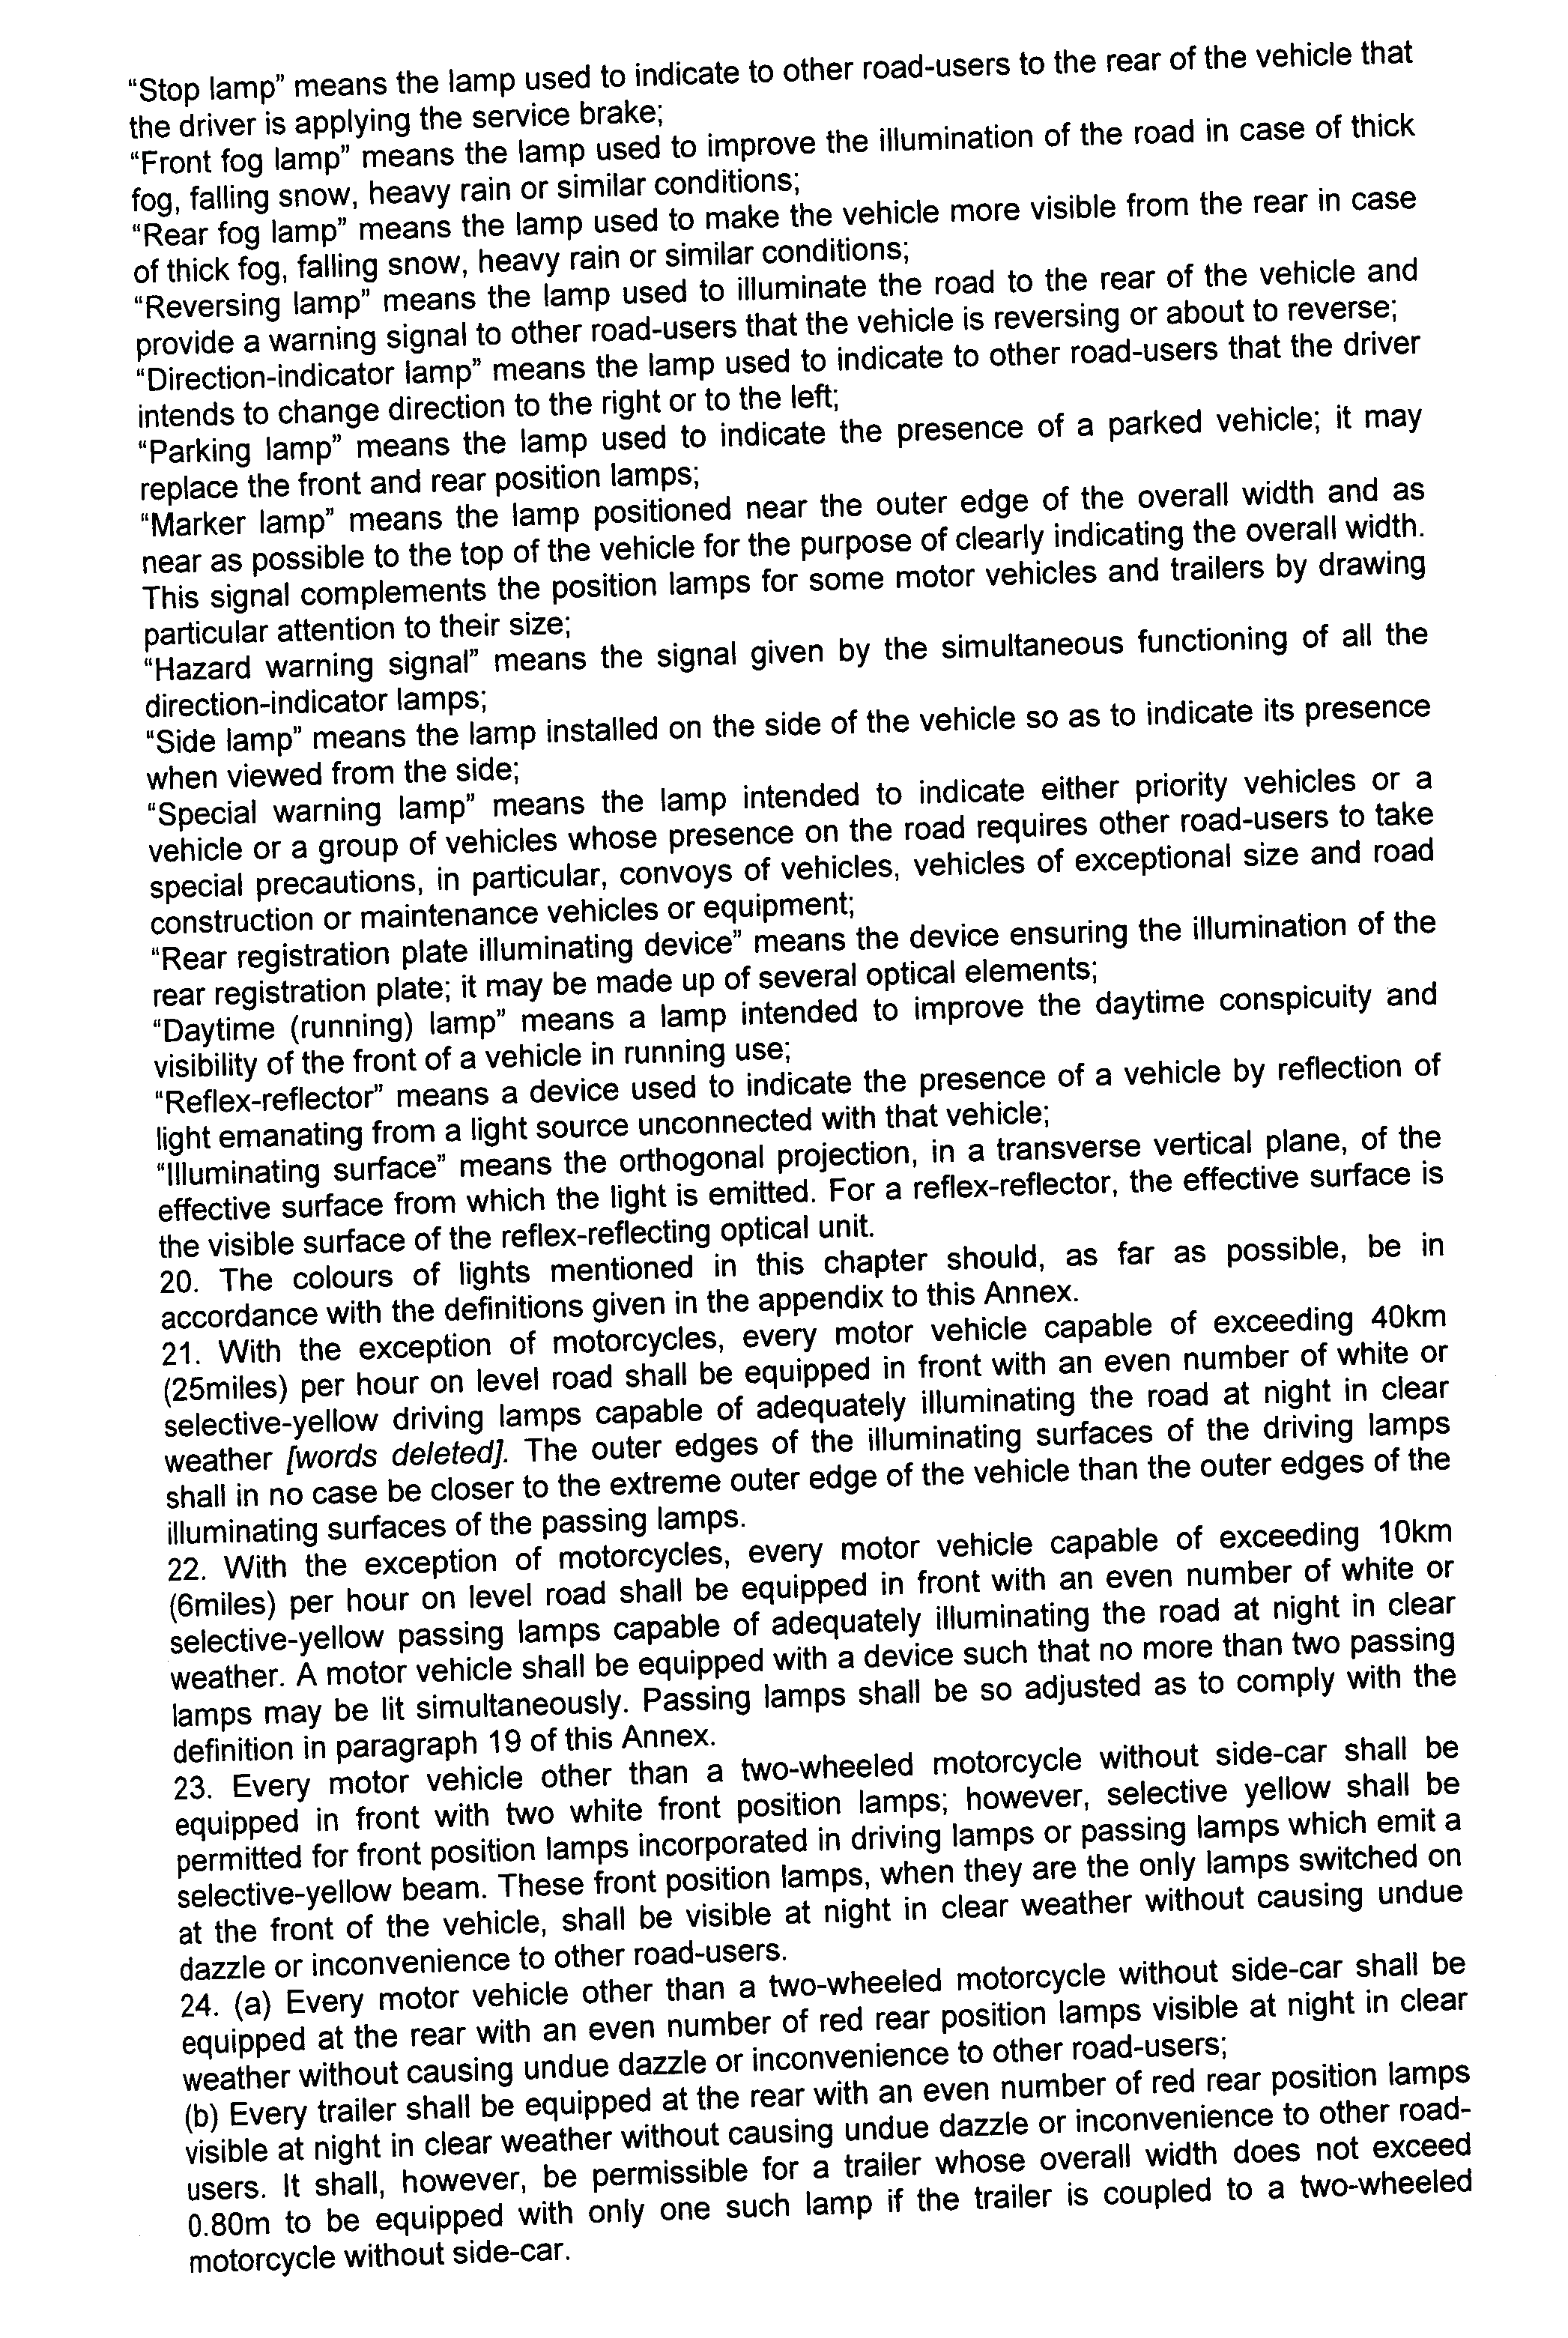 “Stop lamp” means the lamp used to indicate to other road-users to the rear of the vehicle that
the driver is applying the service brake;
“Front fog lamp” means the lamp used to improve the illumination of the road in case of thick
fog, falling snow, heavy rain or similar conditions;
“Rear fog lamp” means the lamp used to make the vehicle more visible from the rear in case
of thick fog, falling snow, heavy rain or similar conditions;
“Reversing lamp” means the lamp used to illuminate the road to the rear of the vehicle and
provide a warning signal to other road-users that the vehicle is reversing or about to reverse;
“Direction-indicator lamp” means the lamp used to indicate to other road-users that the driver
intends to change direction to the right or to the left;
“Parking lamp” means the lamp used to indicate the presence of a parked vehicle; it may
replace the front and rear position lamps;
“Marker lamp” means the lamp positioned near the outer edge of the overall width and as
near as possible to the top of the vehicle for the purpose of clearly indicating the overall width.
This signal complements the position lamps for some motor vehicles and trailers by drawing
particular attention to their size;
“Hazard warning signal” means the signal given by the simultaneous functioning of all the
direction-indicator lamps;
“Side lamp” means the lamp installed on the side of the vehicle so as to indicate its presence
when viewed from the side;
“Special warning lamp” means the lamp intended to indicate either priority vehicles or a
vehicle or a group of vehicles whose presence on the road requires other road-users to take
special precautions, in particular, convoys of vehicles, vehicles of exceptional size and road
construction or maintenance vehicles or equipment;
“Rear registration plate illuminating device” means the device ensuring the illumination of the
rear registration plate; it may be made up of several optical elements;
“Daytime (running) lamp” means a lamp intended to improve the daytime conspicuity and
visibility of the front of a vehicle in running use;
“Reflex-reflector” means a device used to indicate the presence of a vehicle by reflection of
light emanating from a light source unconnected with that vehicle;
“Illuminating surface” means the orthogonal projection, in a transverse vertical plane, of the
effective surface from which the light is emitted. For a reflex-reflector, the effective surface is
the visible surface of the reflex-reflecting optical unit.
20. The colours of lights mentioned in this chapter should, as far as possible, be in
accordance with the definitions given in the appendix to this Annex.
21. With the exception of motorcycles, every motor vehicle capable of exceeding 40km
(25miles) per hour on level road shall be equipped in front with an even number of white or
selective-yellow driving lamps capable of adequately illuminating the road at night in clear
weather [words deleted]. The outer edges of the illuminating surfaces of the driving lamps
shall in no case be closer to the extreme outer edge of the vehicle than the outer edges of the
illuminating surfaces of the passing lamps.
22. With the exception of motorcycles, every motor vehicle capable of exceeding 10km
(6miles) per hour on level road shall be equipped in front with an even number of white or
selective-yellow passing lamps capable of adequately illuminating the road at night in clear
weather. A motor vehicle shall be equipped with a device such that no more than two passing
lamps may be lit simultaneously. Passing lamps shall be so adjusted as to comply with the
definition in paragraph 19 of this Annex.
23. Every motor vehicle other than a two-wheeled motorcycle without side-car shall be
equipped in front with two white front position lamps; however, selective yellow shall be
permitted for front position lamps incorporated in driving lamps or passing lamps which emit a
selective-yellow beam. These front position lamps, when they are the only lamps switched on
at the front of the vehicle, shall be visible at night in clear weather without causing undue
dazzle or inconvenience to other road-users.
24. (a) Every motor vehicle other than a two-wheeled motorcycle without side-car shall be
equipped at the rear with an even number of red rear position lamps visible at night in clear
weather without causing undue dazzle or inconvenience to other road-users;
(b) Every trailer shall be equipped at the rear with an even number of red rear position lamps
visible at night in clear weather without causing undue dazzle or inconvenience to other road-
users. It shall, however, be permissible for a trailer whose overall width does not exceed
0.80m to be equipped with only one such lamp if the trailer is coupled to a two-wheeled
motorcycle without side-car.